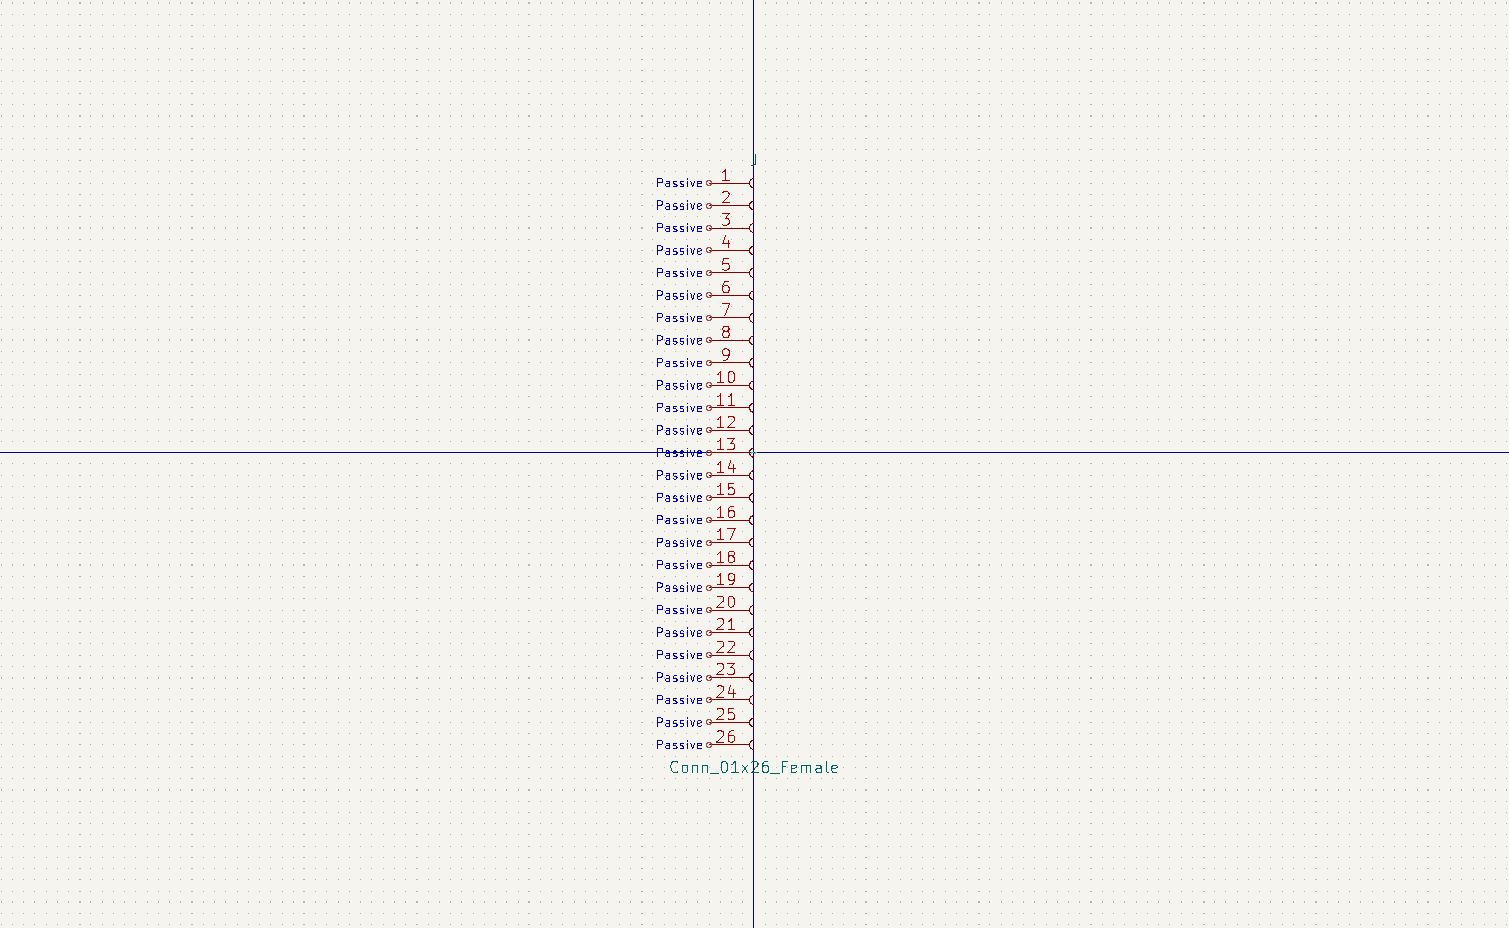 J
Passive 1
Passive 2
Passive 3
Passive 4
Passive 5
Passive 6
Passive 7
Passive 8
Passive 9
Passive 10
Passive 11
Passive 12
Passive 13
Passive 14
Passive 15
Passive 16
Passive 17
Passive 18
Passive 19
Passive 20
Passive 21
Passive 22
Passive 23
Passive 24
Passive 25
Passive 26
Conn_01x26_Female